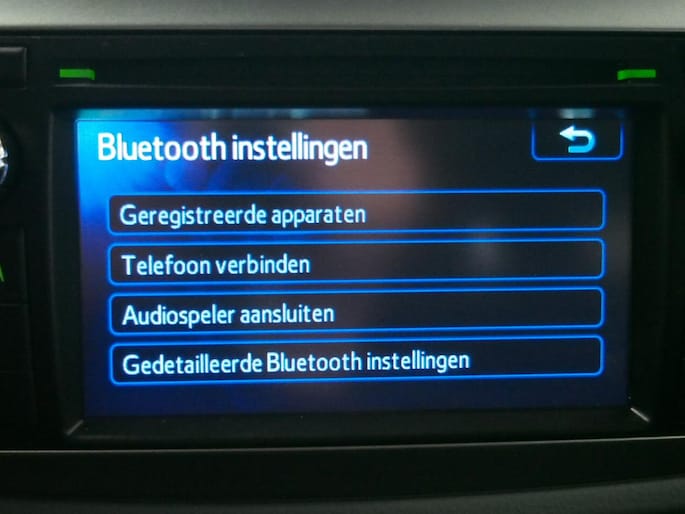 Bluetooth instellingen
Geregistreerde apparaten
Telefoon verbinden
Audiospeler aansluiten
Gedetailleerde Bluetooth instellingen